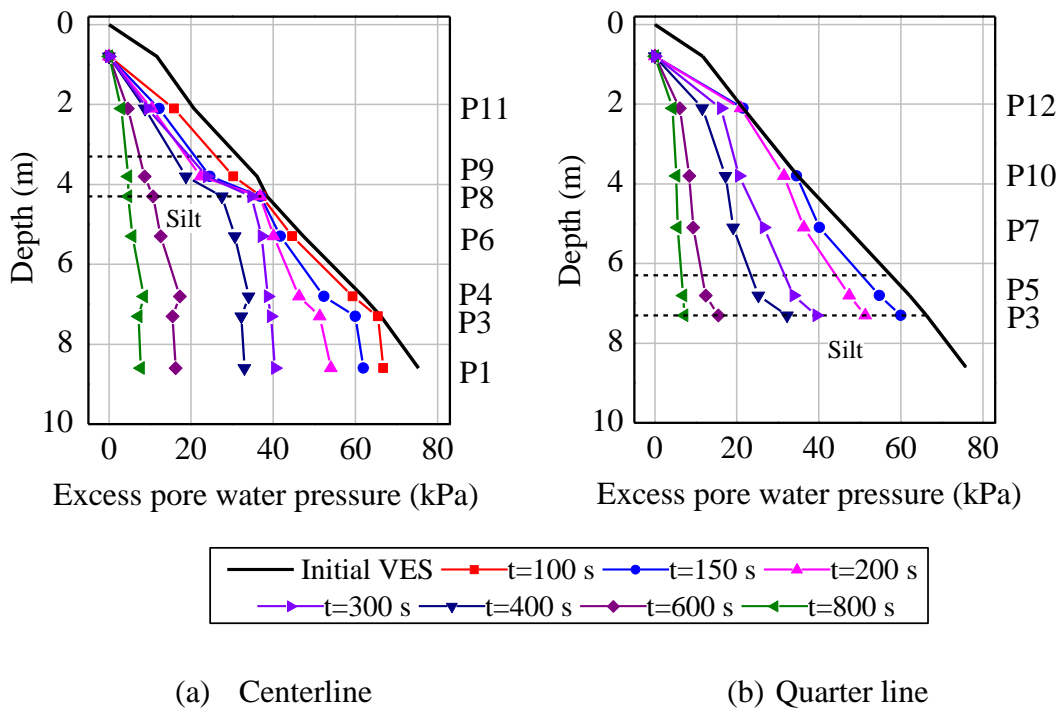 0
2
4
6
8
10
Depth (m)
Silt
P11
P9
P8
P6
P4
P3
P1
0 20 40 60 80
Excess pore water pressure (kPa)
0
2
4
6
8
10
Depth (m)
Silt
P12
P10
P7
P5
P3
0 20 40 60 80
Excess pore water pressure (kPa)
Initial VES t=100 s t=150 s t=200 s
t=300 s t=400 s t=600 s t=800 s
(a) Centerline
(b) Quarter line